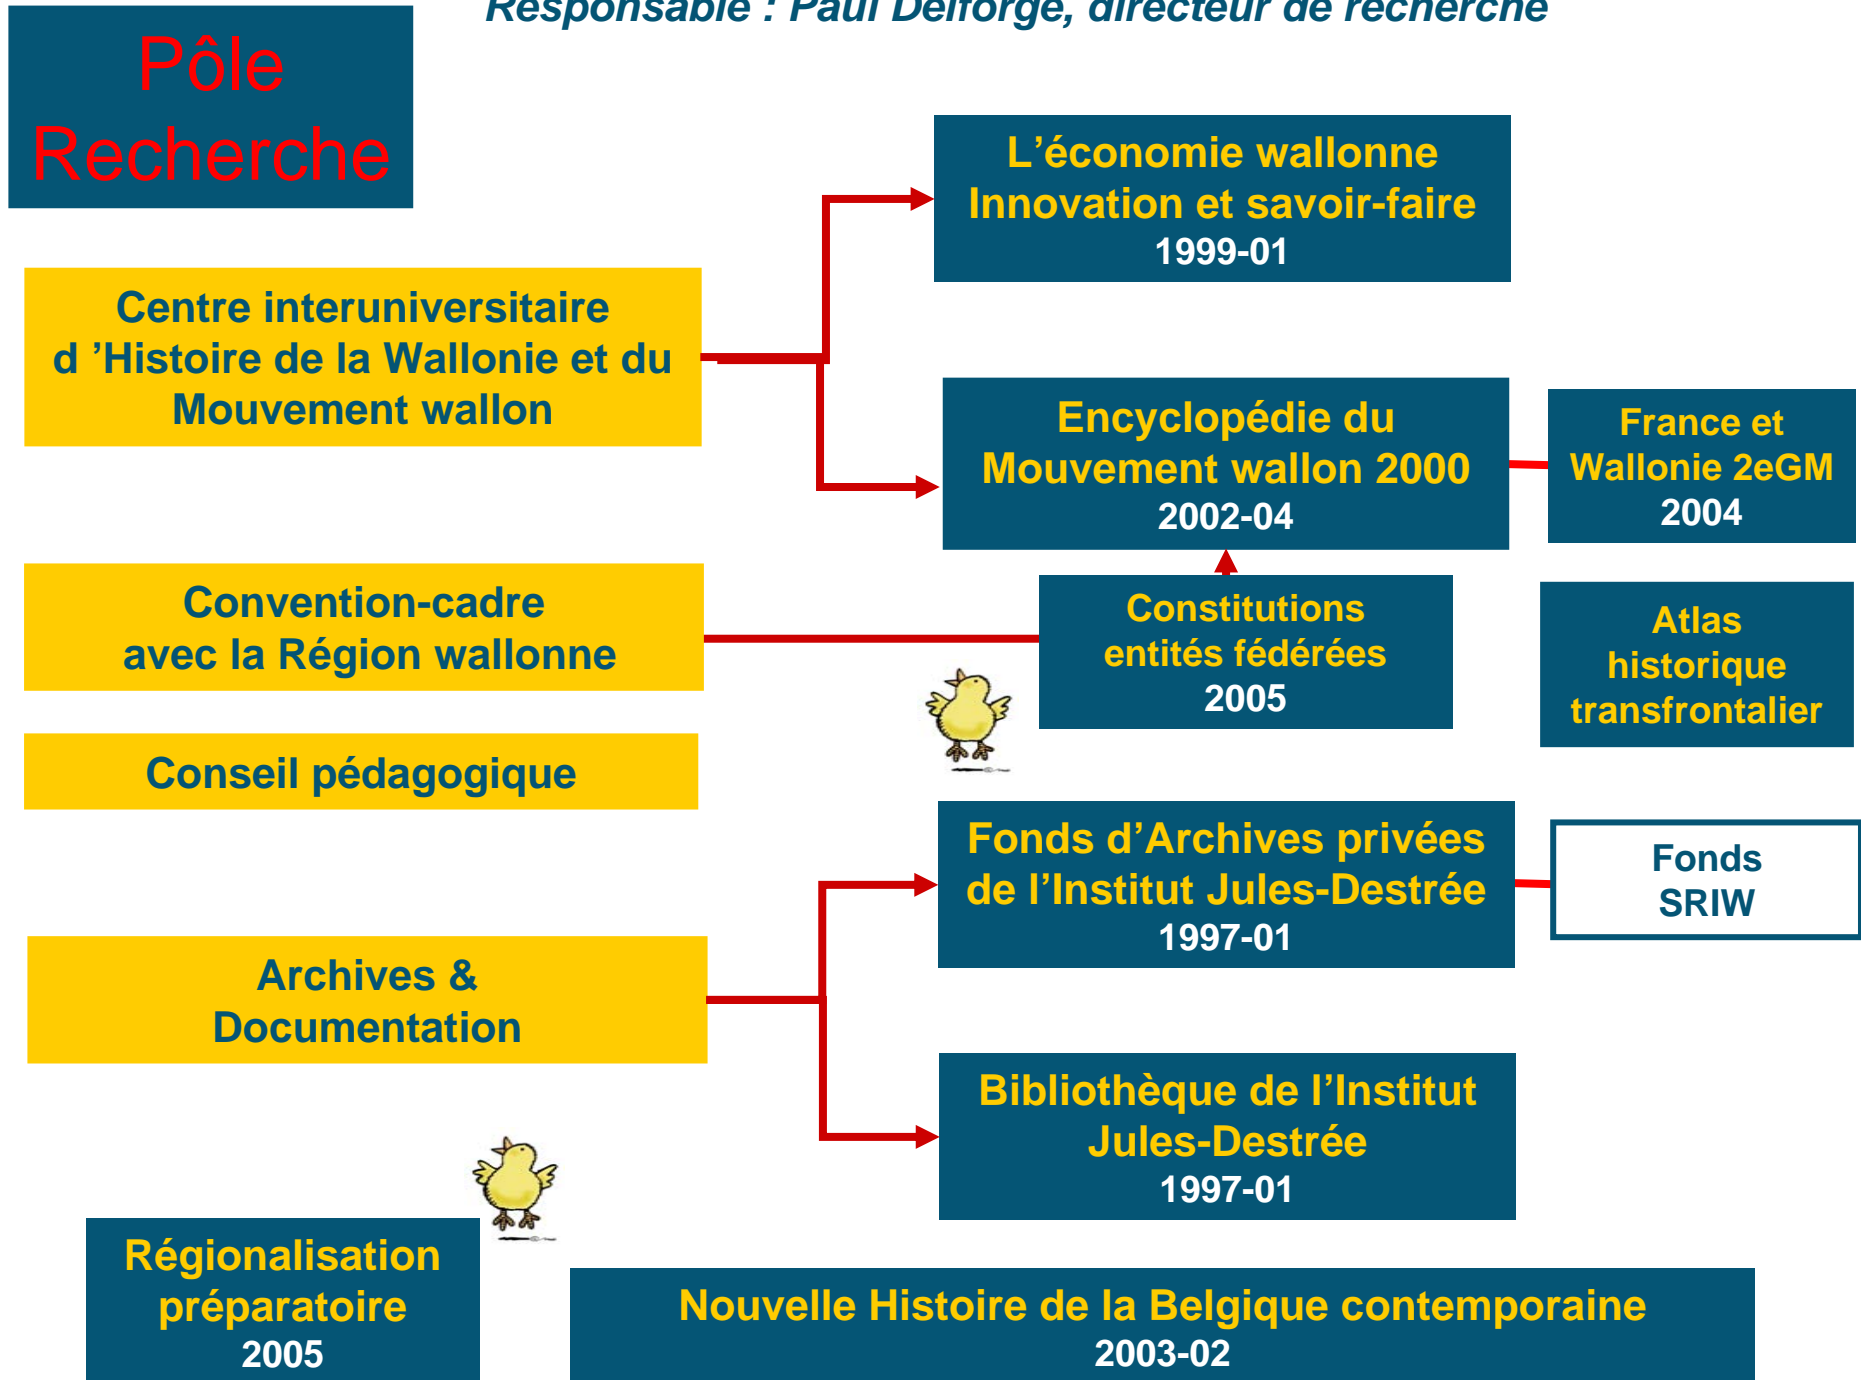 Responsable : Paul Delforge, directeur de recherche
Pôle
Recherche
L’économie wallonne
Innovation et savoir-faire
1999-01
Centre interuniversitaire
d ’Histoire de la Wallonie et du
Mouvement wallon
Encyclopédie du
Mouvement wallon 2000
2002-04
France et
Wallonie 2eGM
2004
Convention-cadre
avec la Région wallonne
Constitutions
entités fédérées
2005
Atlas
historique
transfrontalier
Conseil pédagogique
Fonds d’Archives privées
de l’Institut Jules-Destrée
1997-01
Fonds
SRIW
Archives &
Documentation
Bibliothèque de l’Institut
Jules-Destrée
1997-01
Régionalisation
préparatoire
2005
Nouvelle Histoire de la Belgique contemporaine
2003-02